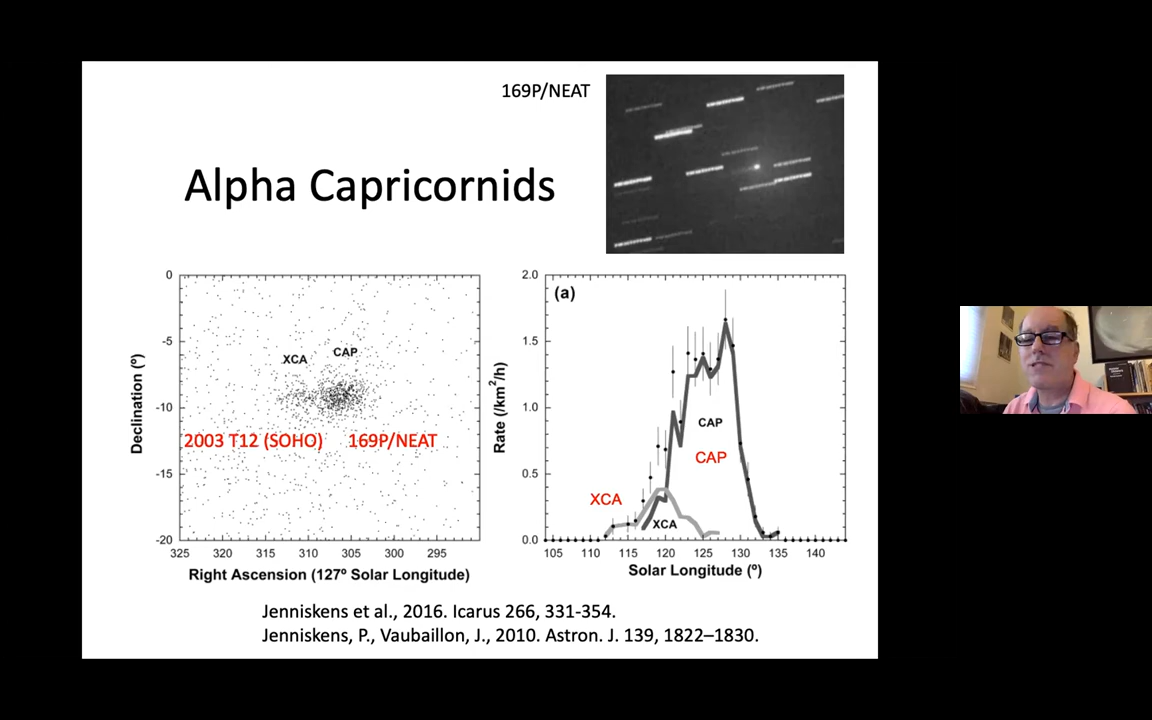 169P/NEAT
Alpha Capricornids
0
-5
-10
-15
-20
Declination (º)
XCA
CAP
2003 T12 (SOHO)
169P/NEAT
325
320
315
310
305
300
295
Right Ascension (127º Solar Longitude)
2.0
1.5
1.0
0.5
0.0
Rate (/km2/h)
(a)
CAP
CAP
XCA
XCA
105
110
115
120
125
130
135
140
Solar Longitude (º)
Jenniskens et al., 2016. Icarus 266, 331-354.
Jenniskens, P., Vaubaillon, J., 2010. Astron. J. 139, 1822–1830.